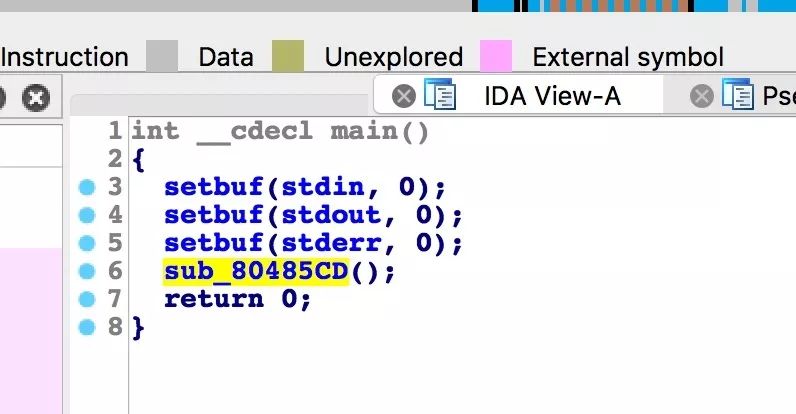 Instruction Data Unexplored External symbol
IDA View-A Pse
1 int __cdecl main()
2 {
3 setbuf(stdin, 0);
4 setbuf(stdout, 0);
5 setbuf(stderr, 0);
6 sub_80485CD();
7 return 0;
8 }